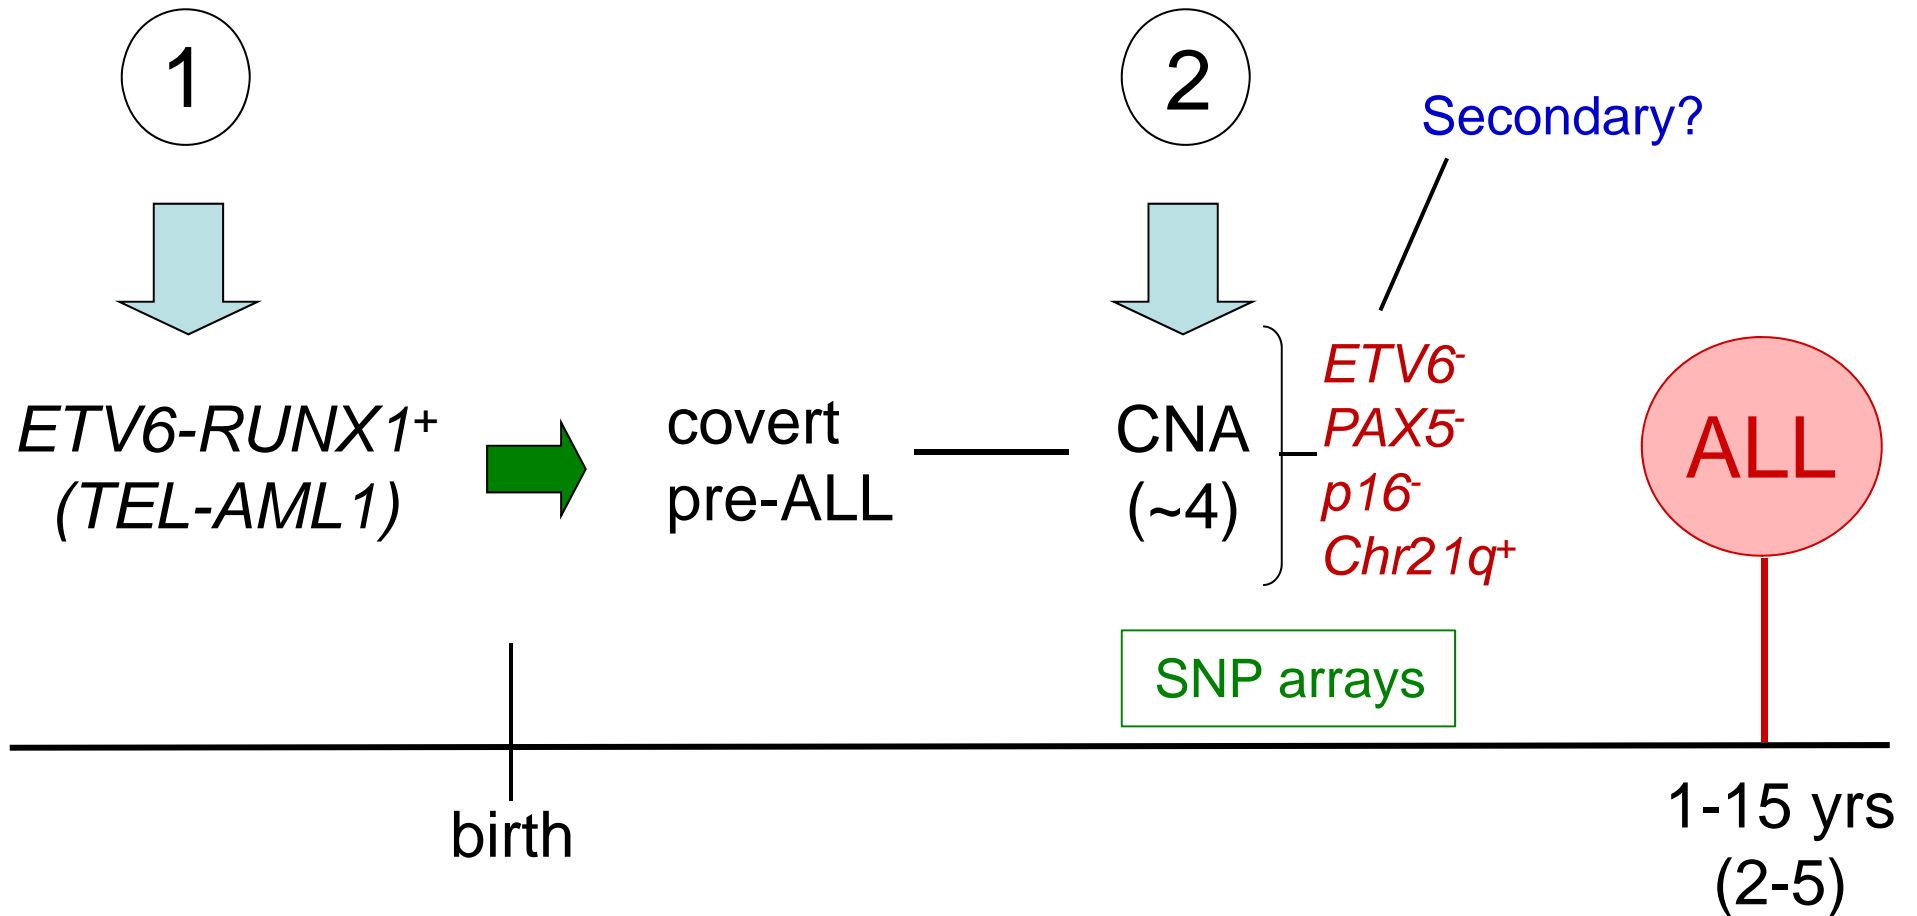 1
2
Secondary?
ETV6-RUNX1⁺
(TEL-AML1)
covert
pre-ALL
CNA
(~4)
ETV6⁻
PAX5⁻
p16⁻
Chr21q⁺
ALL
SNP arrays
birth
1-15 yrs
(2-5)